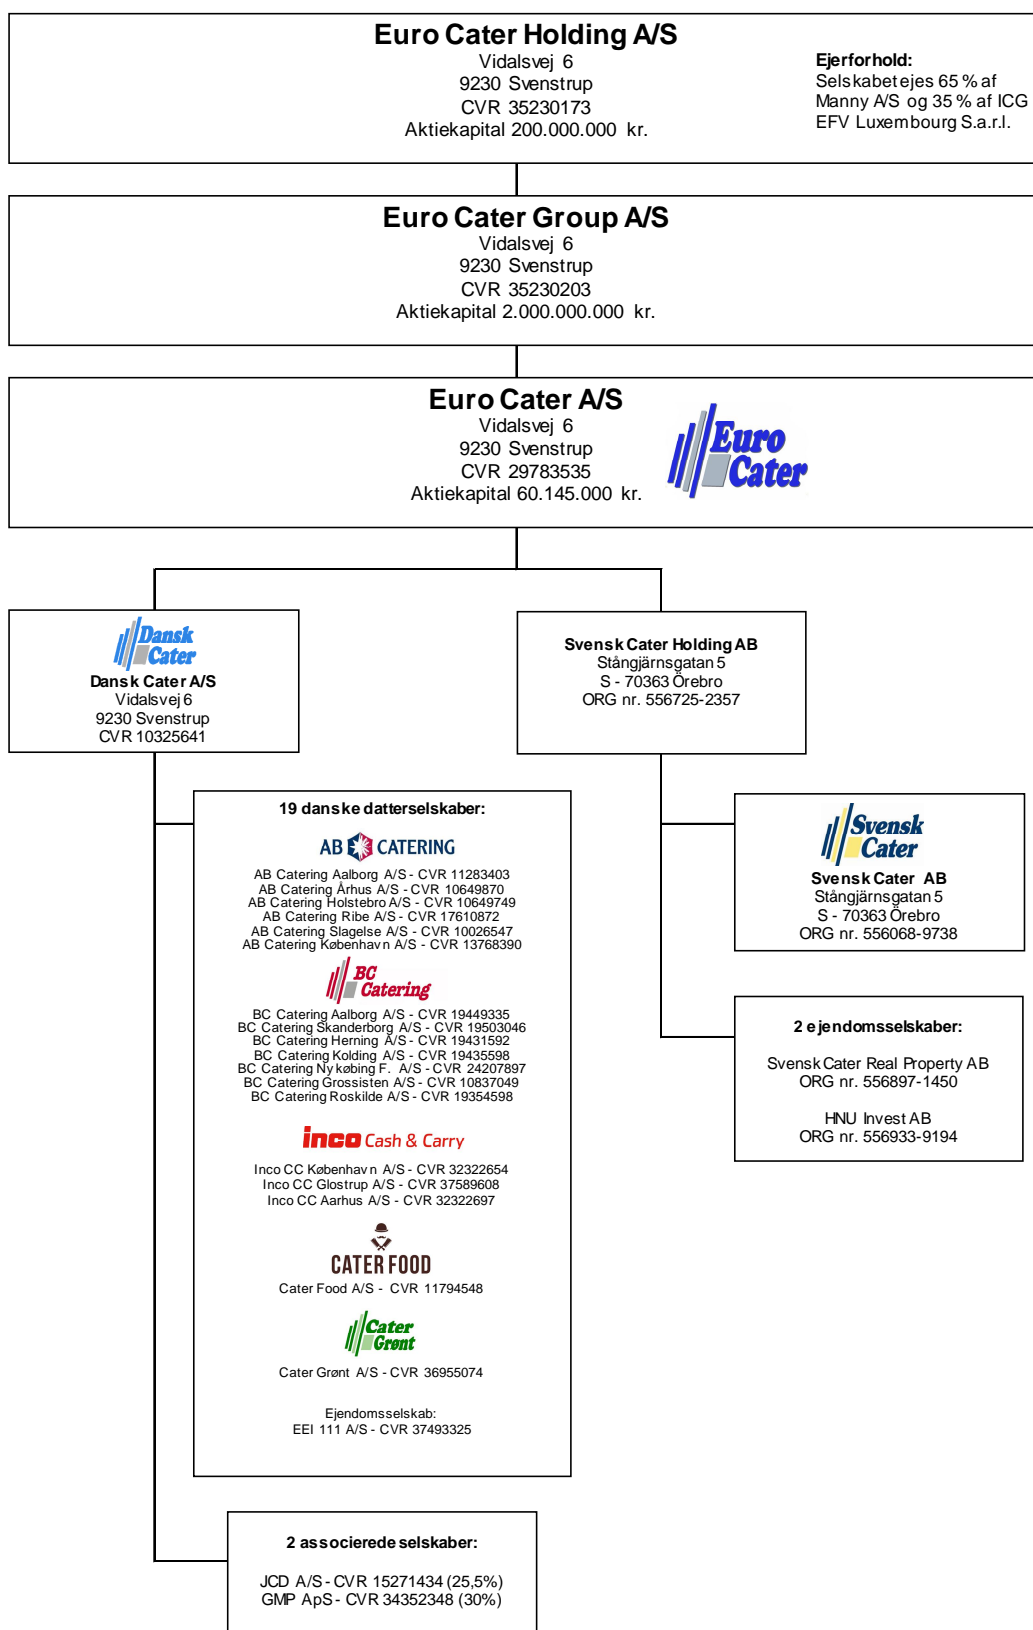 Euro Cater Holding A/S
Vidalsvej 6
9230 Svenstrup
CVR 35230173
Aktiekapital 200.000.000 kr.
Ejerforhold:
Selskabet ejes 65 % af
Manny A/S og 35 % af ICG
EFV Luxembourg S.a.r.l.
Euro Cater Group A/S
Vidalsvej 6
9230 Svenstrup
CVR 35230203
Aktiekapital 2.000.000.000 kr.
Euro Cater A/S
Vidalsvej 6
9230 Svenstrup
CVR 29783535
Aktiekapital 60.145.000 kr.
Euro
Cater
Dansk
Cater
Dansk Cater A/S
Vidalsvej 6
9230 Svenstrup
CVR 10325641
Svensk Cater Holding AB
Stångjärnsgatan 5
S - 70363 Örebro
ORG nr. 556725-2357
19 danske datterselskaber:
AB CATERING
AB Catering Aalborg A/S - CVR 11283403
AB Catering Århus A/S - CVR 10649870
AB Catering Holstebro A/S - CVR 10649749
AB Catering Ribe A/S - CVR 17610872
AB Catering Slagelse A/S - CVR 10026547
AB Catering København A/S - CVR 13768390
BC
Catering
BC Catering Aalborg A/S - CVR 19449335
BC Catering Skanderborg A/S - CVR 19503046
BC Catering Herning A/S - CVR 19431592
BC Catering Kolding A/S - CVR 19435598
BC Catering Nykøbing F. A/S - CVR 24207897
BC Catering Grossisten A/S - CVR 10837049
BC Catering Roskilde A/S - CVR 19354598
inco Cash & Carry
Inco CC København A/S - CVR 32322654
Inco CC Glostrup A/S - CVR 37589608
Inco CC Aarhus A/S - CVR 32322697
CATER FOOD
Cater Food A/S - CVR 11794548
Cater
Grønt
Cater Grønt A/S - CVR 36955074
Ejendomsselskab:
EEI 111 A/S - CVR 37493325
Svensk
Cater
Svensk Cater AB
Stångjärnsgatan 5
S - 70363 Örebro
ORG nr. 556068-9738
2 ejendomsselskaber:
Svensk Cater Real Property AB
ORG nr. 556897-1450
HNU Invest AB
ORG nr. 556933-9194
2 associerede selskaber:
JCD A/S - CVR 15271434 (25,5%)
GMP ApS - CVR 34352348 (30%)